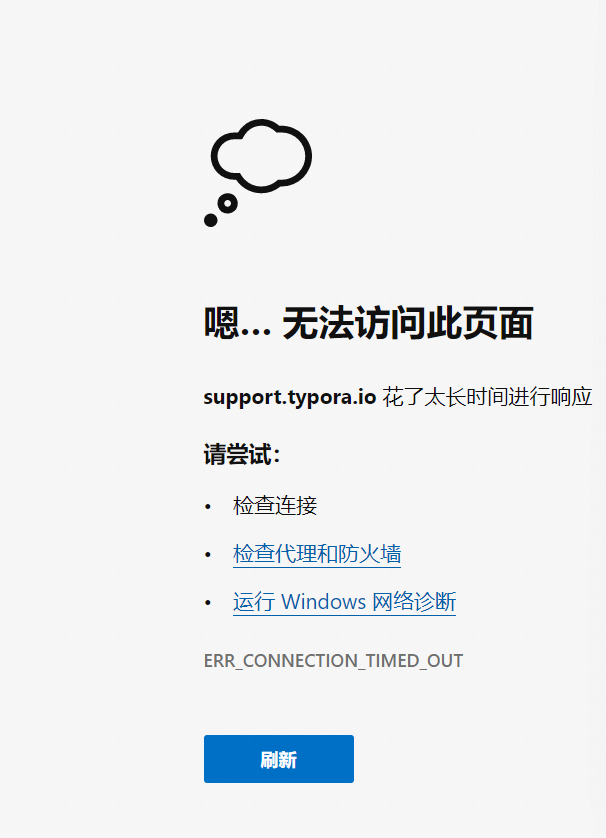 嗯… 无法访问此页面
support.typora.io 花了太长时间进行响应
请尝试：
• 检查连接
• 检查代理和防火墙
• 运行 Windows 网络诊断
ERR_CONNECTION_TIMED_OUT
刷新